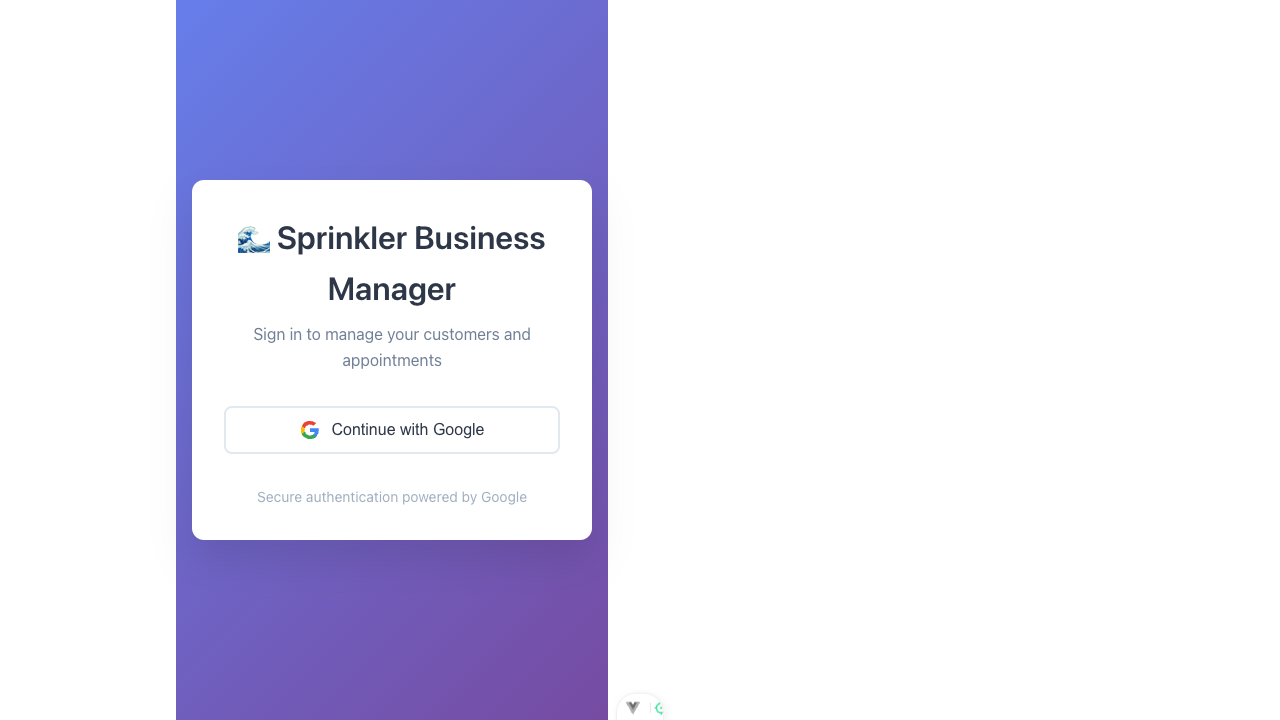 🌊 Sprinkler Business
Manager
Sign in to manage your customers and
appointments
Continue with Google
Secure authentication powered by Google